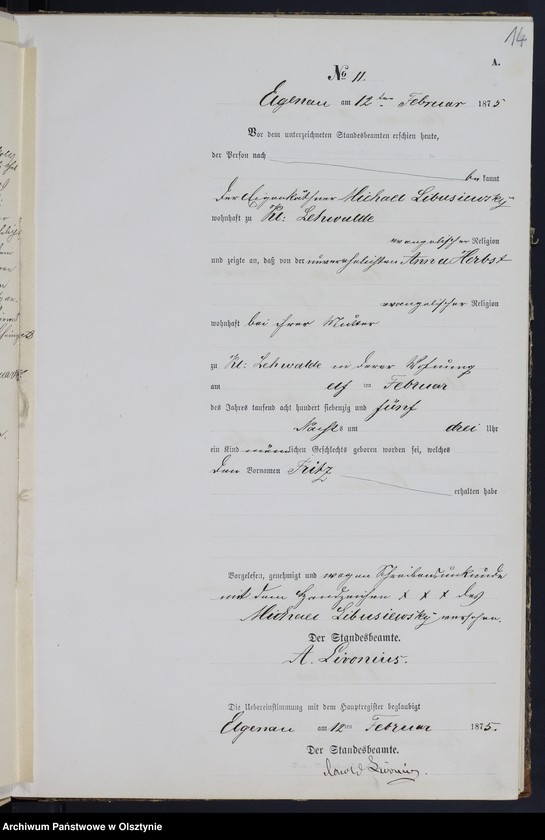 14
A.
No 11.
Elgenau am 12ten Februar 1875
Vor dem unterzeichneten Standesbeamten erschien heute,
der Person nach
bekannt
der Eigenkäthner Michael Libusiewsky
wohnhaft zu Kl: Lehwalde
evangelischer Religion
und zeigte an, daß von der unverehelichten Anna Herbst
evangelischer Religion
wohnhaft bei ihrer Mutter
zu Kl: Lehwalde in deren Wohnung
am elf ten Februar
des Jahres tausend acht hundert siebenzig und fünf
Nachts um drei Uhr
ein Kind männlichen Geschlechts geboren worden sei, welches
den Vornamen Fritz
erhalten habe
Vorgelesen, genehmigt und wegen Schreibensunkunde
mit dem Handzeichen x x x des
Michael Libusiewsky versehen.
Der Standesbeamte.
A. Livonius.
Die Uebereinstimmung mit dem Hauptregister beglaubigt
Elgenau am 12ten Februar 1875.
Der Standesbeamte.
Livonius.
Archiwum Państwowe w Olsztynie